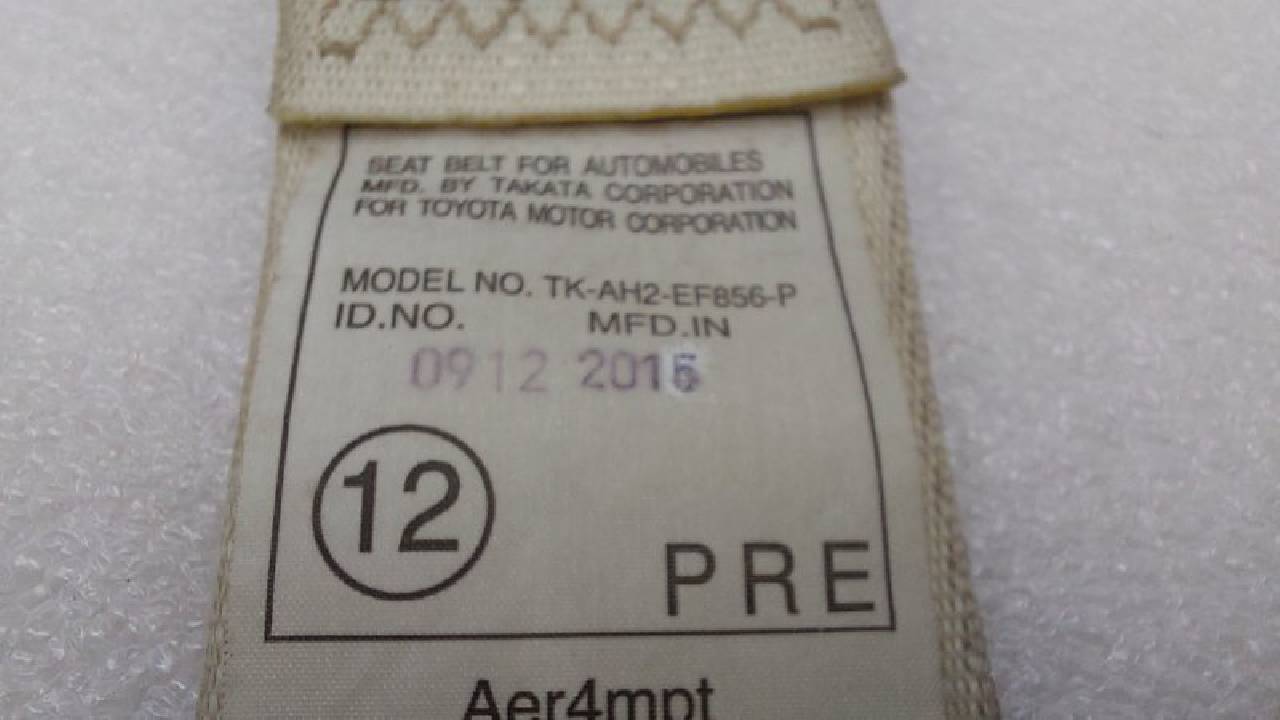 SEAT BELT FOR AUTOMOBILES
MFD. BY TAKATA CORPORATION
FOR TOYOTA MOTOR CORPORATION
MODEL NO. TK-AH2-EF856-P
ID.NO. MFD.IN
0912 2015
12
PRE
Aer4mpt